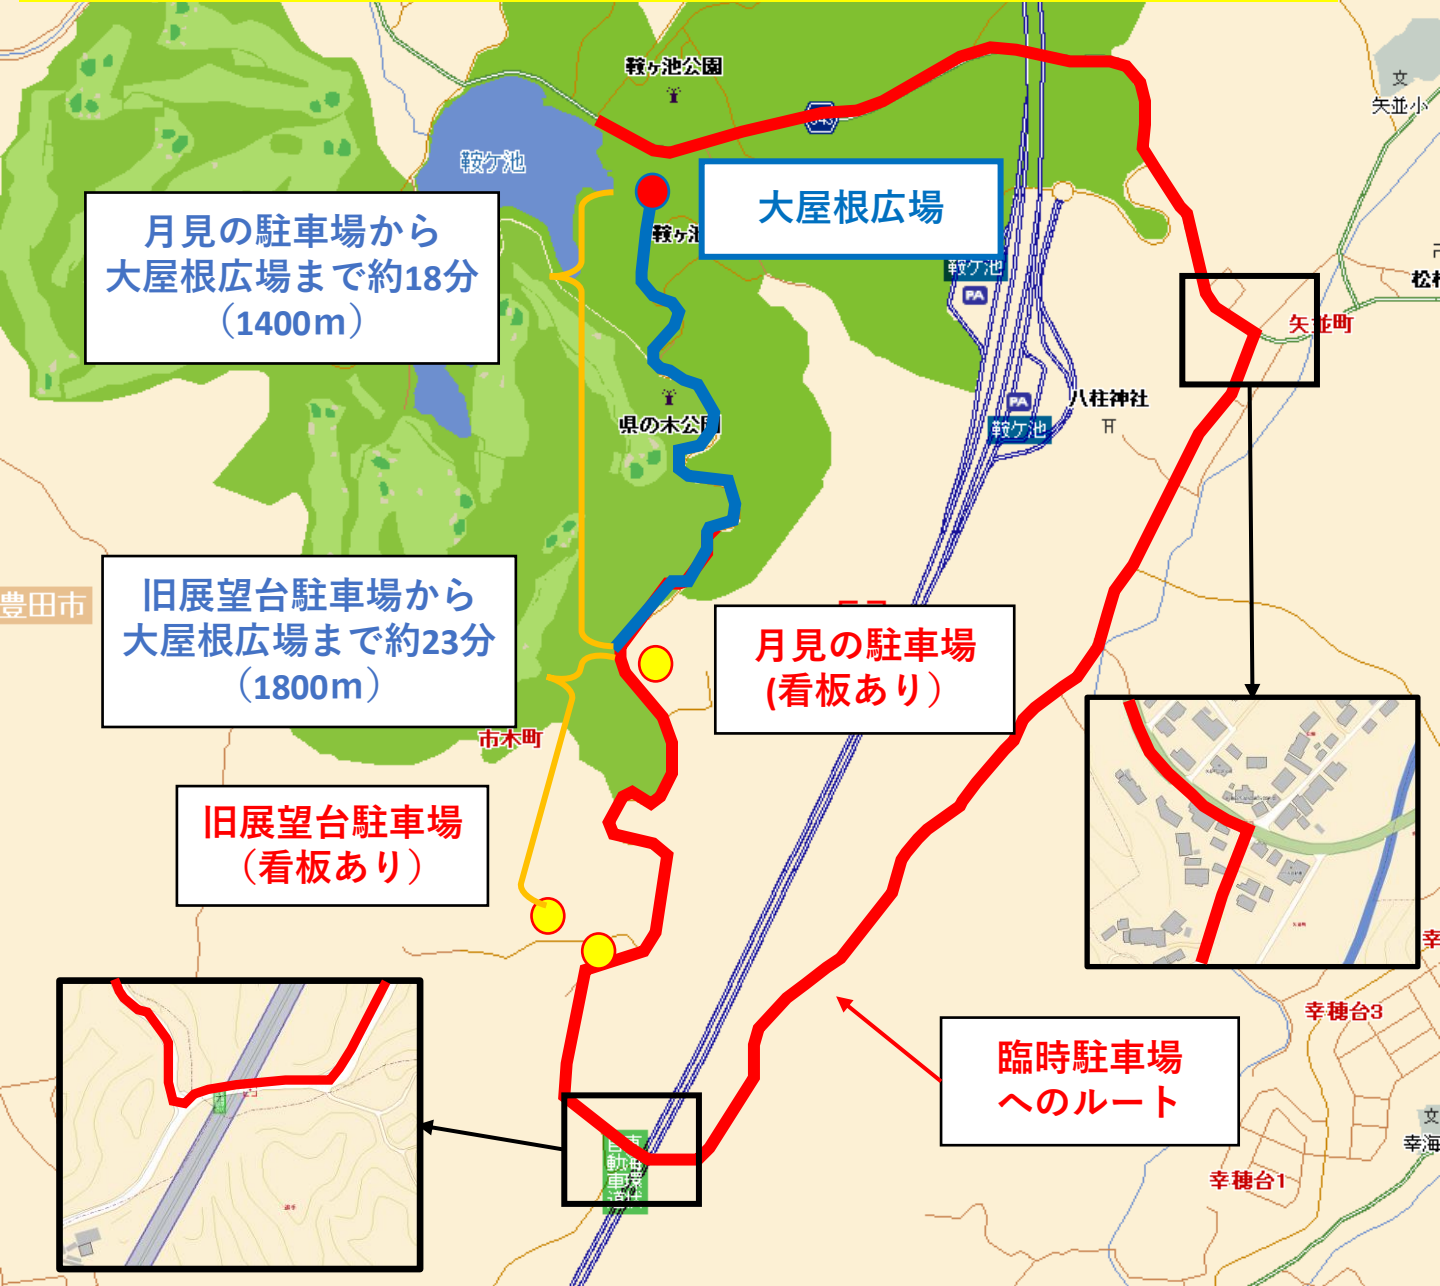 鞍ヶ池公園
文
矢並小
鞍ケ池
大屋根広場
月見の駐車場から
大屋根広場まで約18分
（1400ｍ）
鞍ケ池
PA
矢並町
PA
鞍ケ池
八柱神社
県の木公園
旧展望台駐車場から
大屋根広場まで約23分
（1800ｍ）
豊田市
月見の駐車場
(看板あり）
市木町
旧展望台駐車場
（看板あり）
幸穂台3
臨時駐車場
へのルート
文
幸穂台1